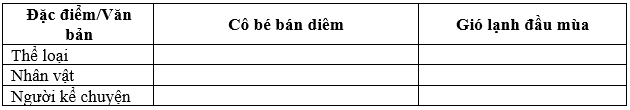 Đặc điểm/Văn bản Cô bé bán diêm Gió lạnh đầu mùa
Thể loại
Nhân vật
Người kể chuyện